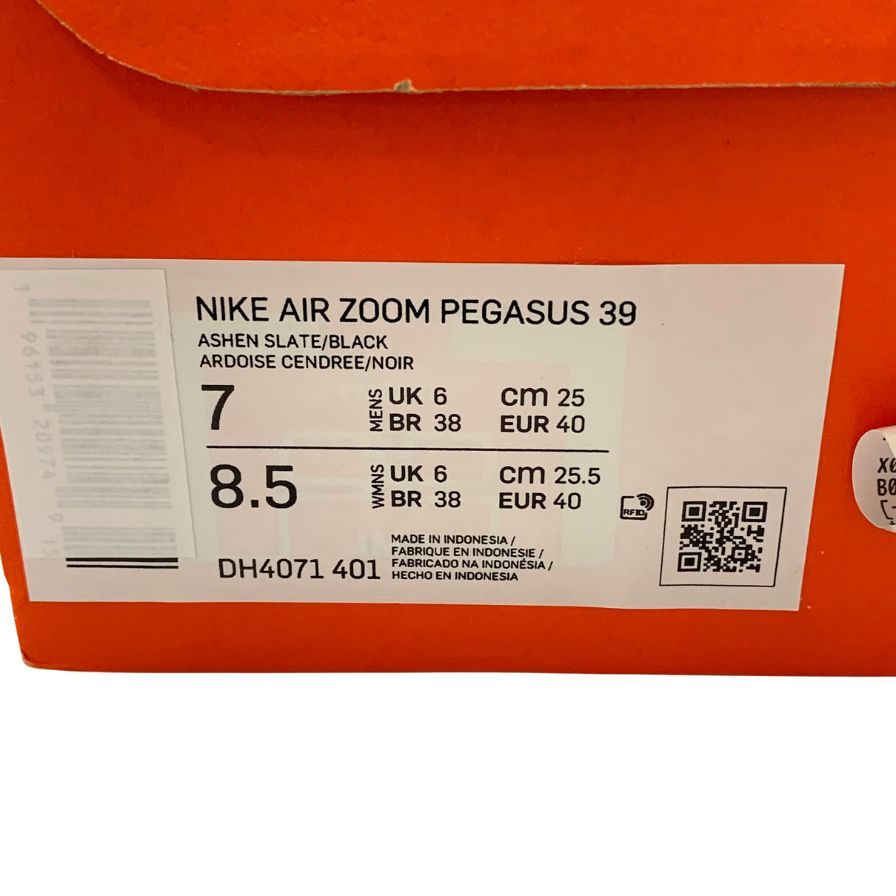 NIKE AIR ZOOM PEGASUS 39
ASHEN SLATE/BLACK
ARDOISE CENDREE/NOIR
7 MENS UK 6 cm 25
BR 38 EUR 40
8.5 WMNS UK 6 cm 25.5
BR 38 EUR 40
RFID
DH4071 401
MADE IN INDONESIA /
FABRIQUE EN INDONESIE /
FABRICADO NA INDONÉSIA /
HECHO EN INDONESIA